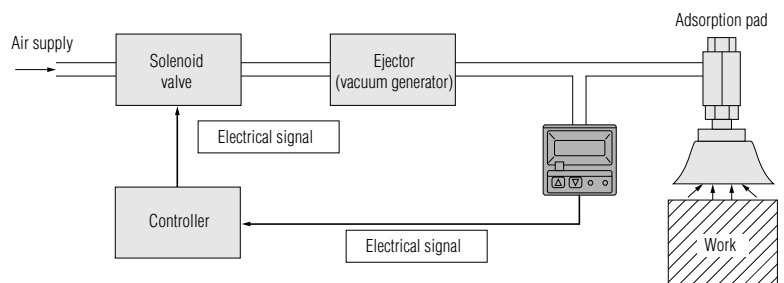 Adsorption pad
Air supply
Solenoid
valve
Ejector
(vacuum generator)
Electrical signal
Controller
Electrical signal
Work